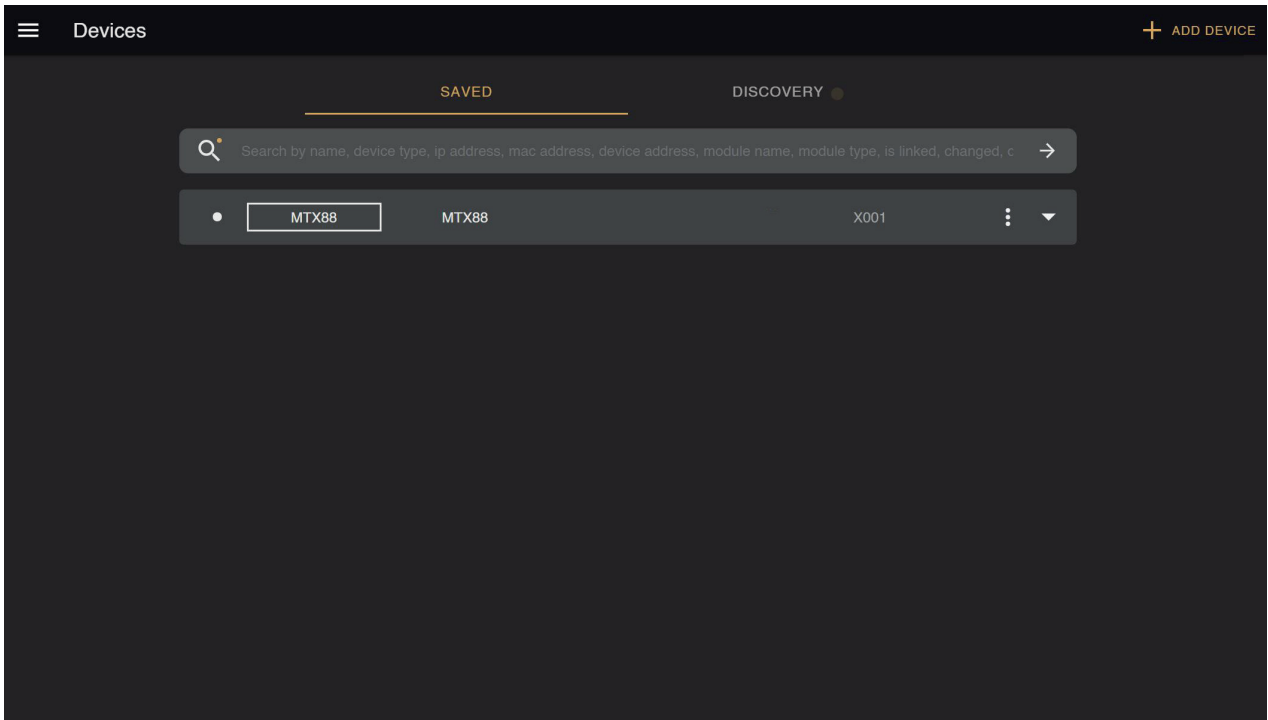 Devices
ADD DEVICE
SAVED
DISCOVERY
Search by name, device type, ip address, mac address, device address, module name, module type, is linked, changed, c
MTX88
MTX88
X001